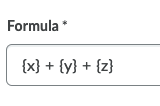 Formula *
{x} + {y} + {z}